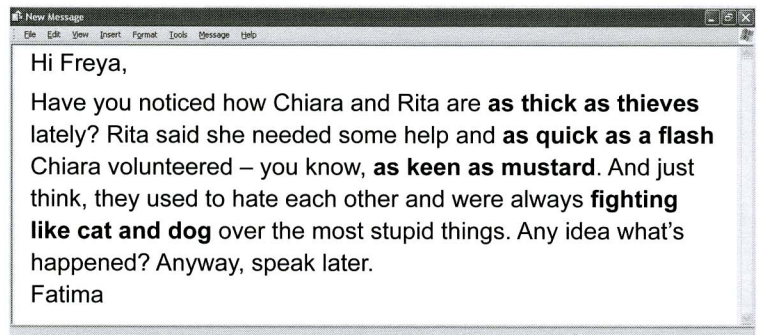 New Message
File Edit View Insert Format Tools Message Help
Hi Freya,
Have you noticed how Chiara and Rita are as thick as thieves
lately? Rita said she needed some help and as quick as a flash
Chiara volunteered – you know, as keen as mustard. And just
think, they used to hate each other and were always fighting
like cat and dog over the most stupid things. Any idea what's
happened? Anyway, speak later.
Fatima